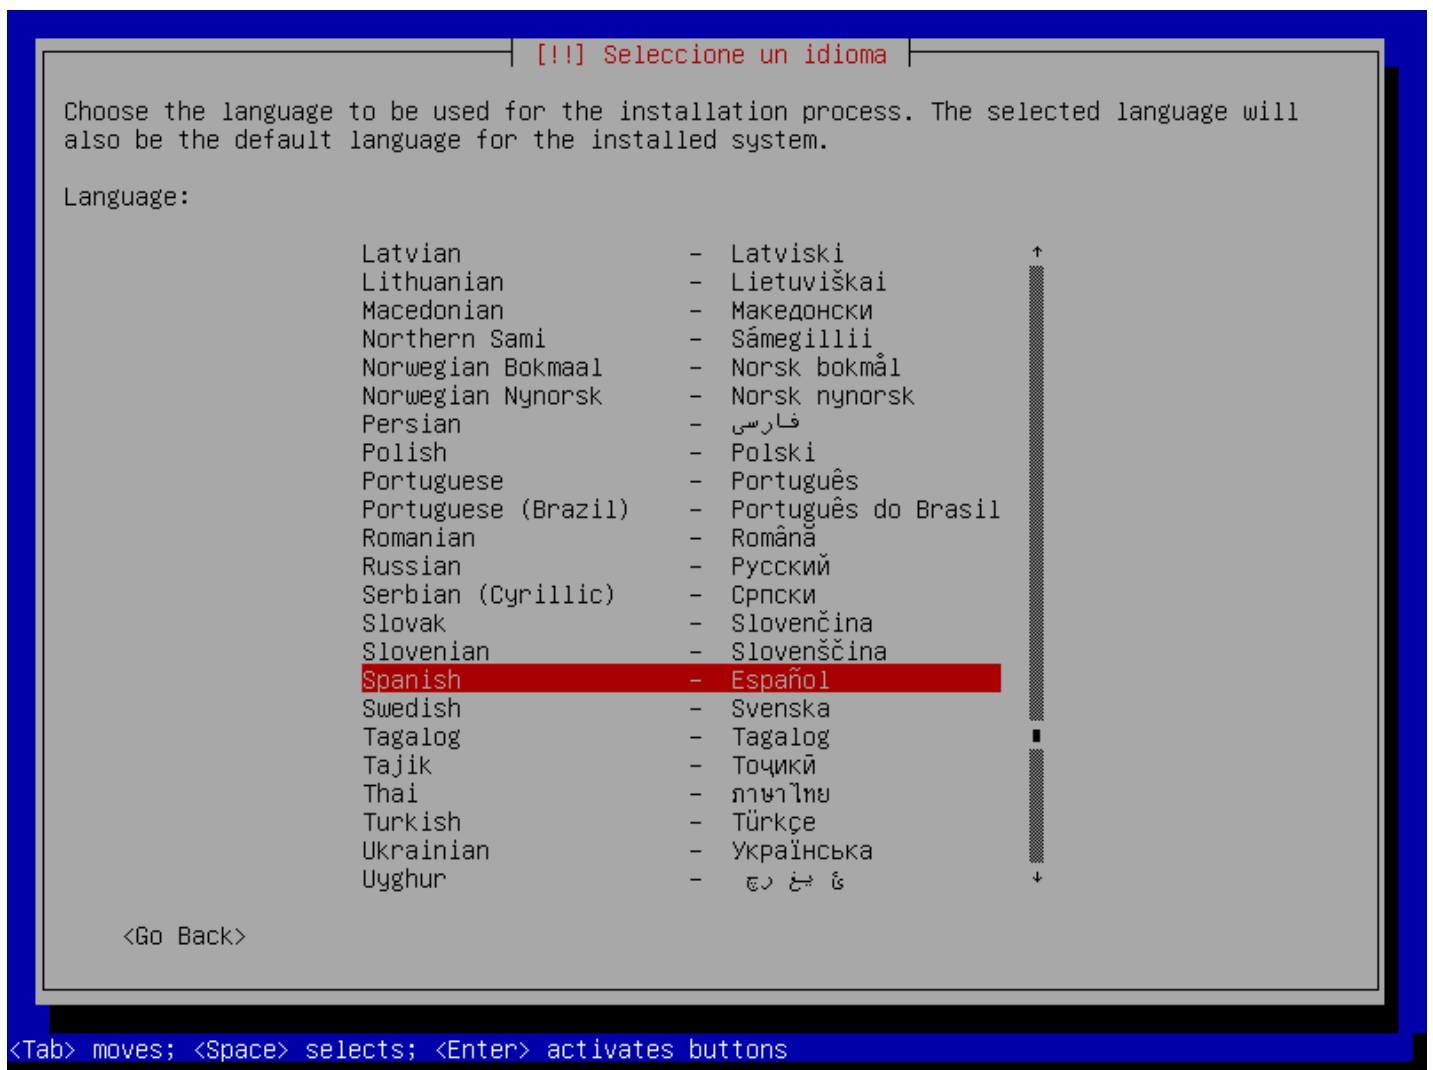 [!!] Seleccione un idioma
Choose the language to be used for the installation process. The selected language will
also be the default language for the installed system.
Language:
Latvian - Latviski
Lithuanian - Lietuviškai
Macedonian - Македонски
Northern Sami - Sámegillii
Norwegian Bokmaal - Norsk bokmål
Norwegian Nynorsk - Norsk nynorsk
Persian - فارسی
Polish - Polski
Portuguese - Português
Portuguese (Brazil) - Português do Brasil
Romanian - Română
Russian - Русский
Serbian (Cyrillic) - Српски
Slovak - Slovenčina
Slovenian - Slovenščina
Spanish - Español
Swedish - Svenska
Tagalog - Tagalog
Tajik - Тоҷикӣ
Thai - ภาษาไทย
Turkish - Türkçe
Ukrainian - Українська
Uyghur -
<Go Back>
<Tab> moves; <Space> selects; <Enter> activates buttons